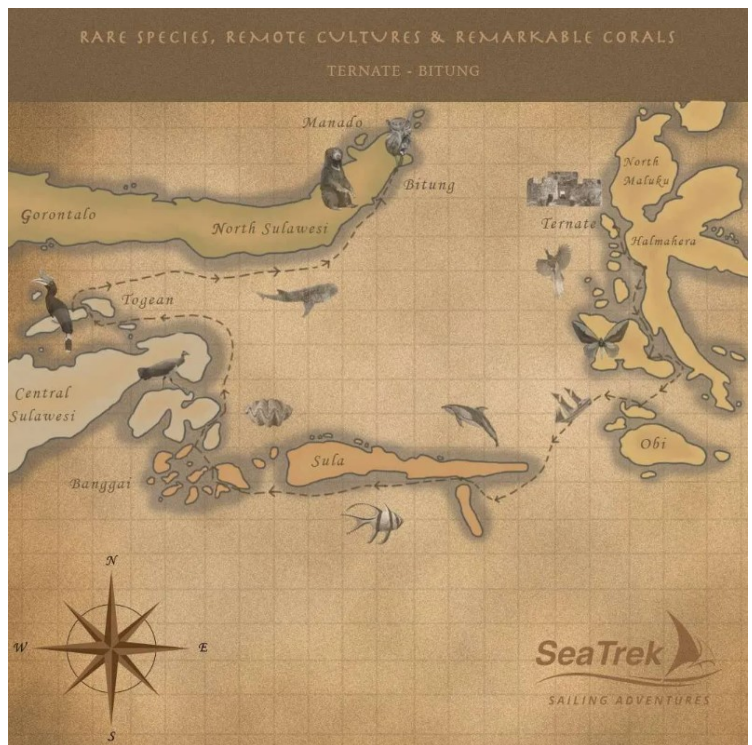 RARE SPECIES, REMOTE CULTURES & REMARKABLE CORALS
TERNATE - BITUNG
Manado
Bitung
North
Maluku
Gorontalo
North Sulawesi
Ternate
Halmahera
Togean
Central
Sulawesi
Obi
Sula
Banggai
N
W
E
S
SeaTrek
SAILING ADVENTURES